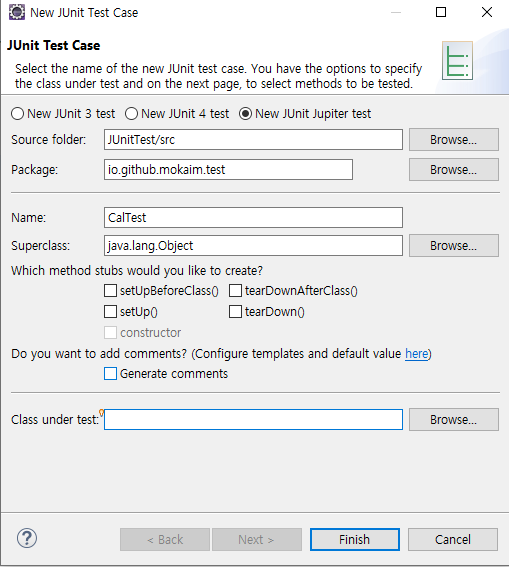 New JUnit Test Case
JUnit Test Case
Select the name of the new JUnit test case. You have the options to specify
the class under test and on the next page, to select methods to be tested.
New JUnit 3 test New JUnit 4 test New JUnit Jupiter test
Source folder: JUnitTest/src Browse...
Package: io.github.mokaim.test Browse...
Name: CalTest
Superclass: java.lang.Object Browse...
Which method stubs would you like to create?
setUpBeforeClass() tearDownAfterClass()
setUp() tearDown()
constructor
Do you want to add comments? (Configure templates and default value here)
Generate comments
Class under test: Browse...
? < Back Next > Finish Cancel